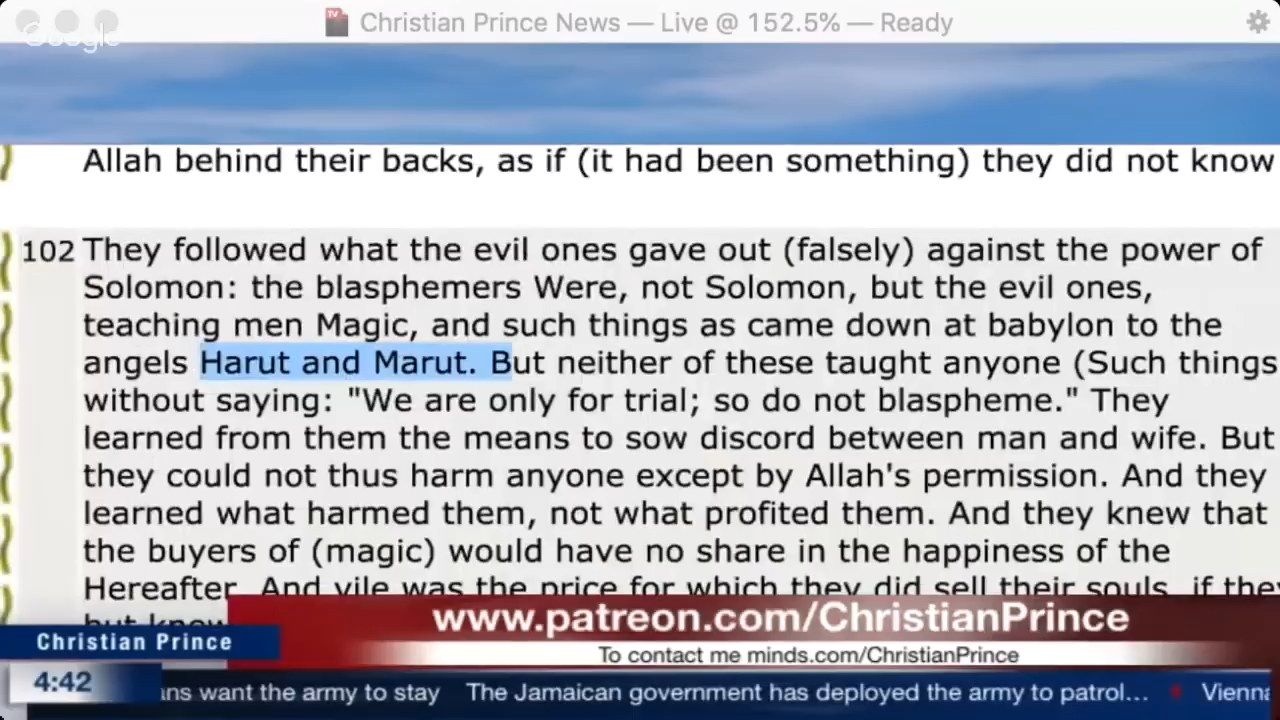 Christian Prince News — Live @ 152.5% — Ready
Google
Allah behind their backs, as if (it had been something) they did not know
102 They followed what the evil ones gave out (falsely) against the power of
Solomon: the blasphemers Were, not Solomon, but the evil ones,
teaching men Magic, and such things as came down at babylon to the
angels Harut and Marut. But neither of these taught anyone (Such things
without saying: "We are only for trial; so do not blaspheme." They
learned from them the means to sow discord between man and wife. But
they could not thus harm anyone except by Allah's permission. And they
learned what harmed them, not what profited them. And they knew that
the buyers of (magic) would have no share in the happiness of the
Hereafter. And vile was the price for which they did sell their souls, if they
but know
www.patreon.com/ChristianPrince
Christian Prince
To contact me minds.com/ChristianPrince
4:42
ans want the army to stay The Jamaican government has deployed the army to patrol... Vienna